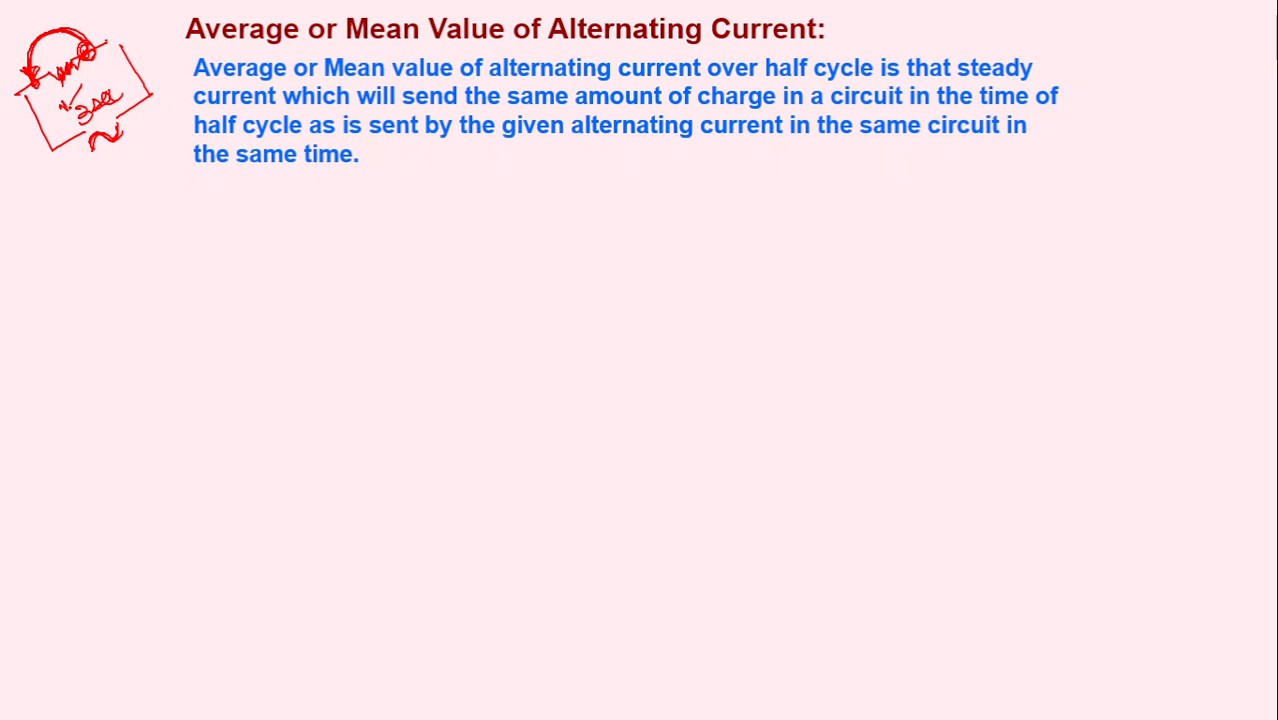 Average or Mean Value of Alternating Current:
Average or Mean value of alternating current over half cycle is that steady
current which will send the same amount of charge in a circuit in the time of
half cycle as is sent by the given alternating current in the same circuit in
the same time.